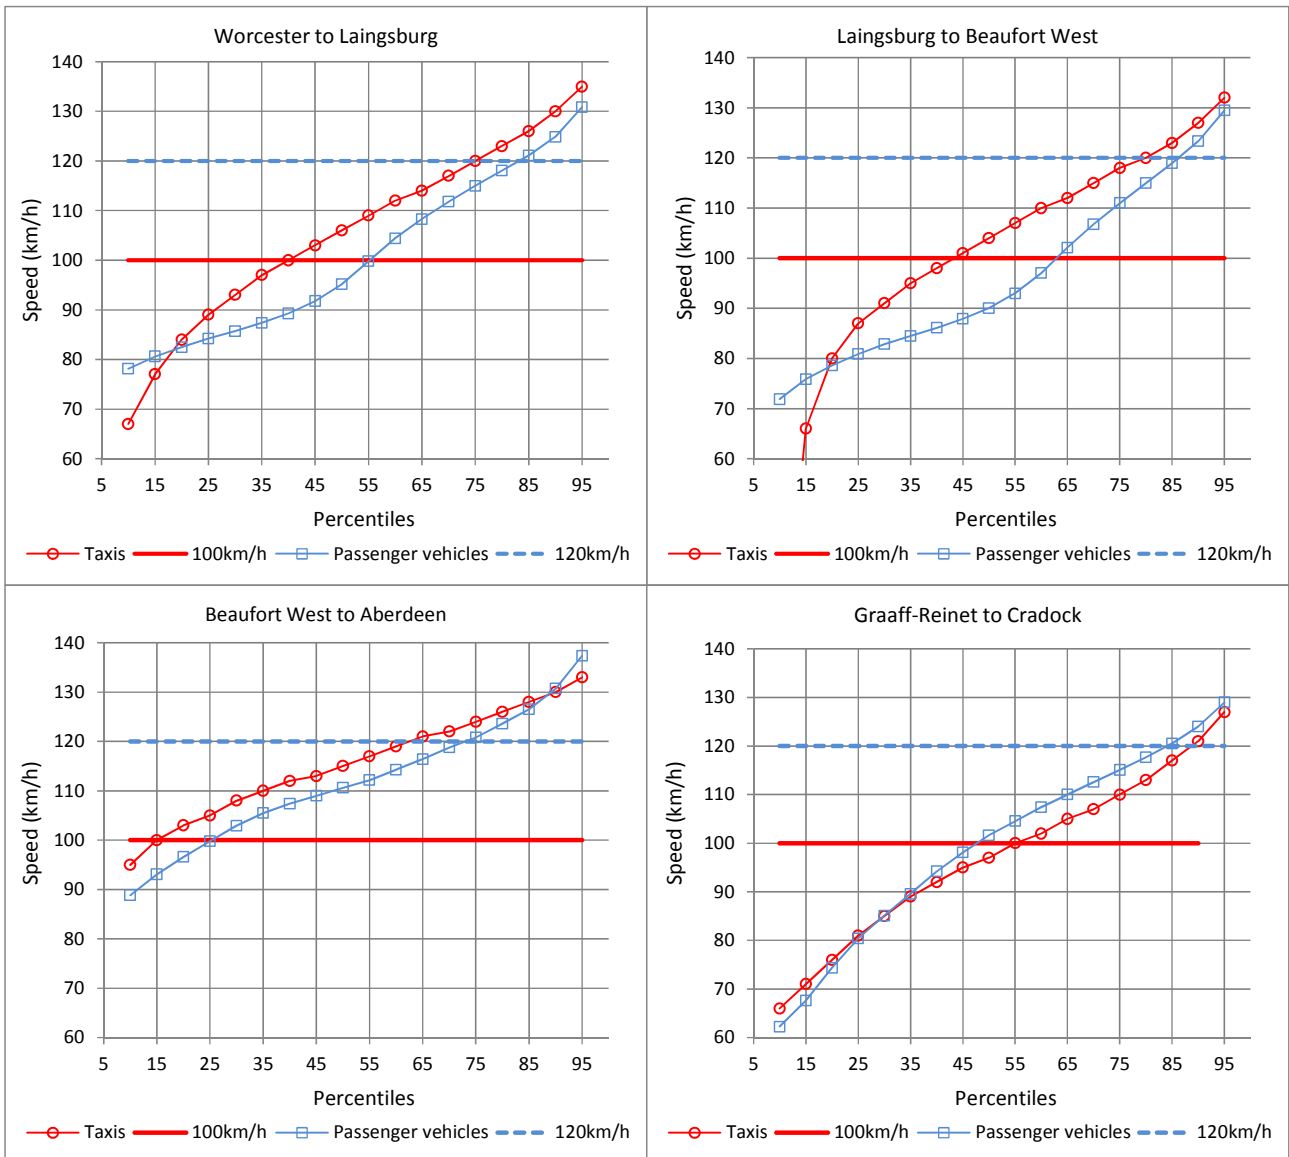 Worcester to Laingsburg
140
130
120
110
100
90
80
70
60
Speed (km/h)
5 15 25 35 45 55 65 75 85 95
Percentiles
Taxis 100km/h Passenger vehicles 120km/h
Laingsburg to Beaufort West
140
130
120
110
100
90
80
70
60
Speed (km/h)
5 15 25 35 45 55 65 75 85 95
Percentiles
Taxis 100km/h Passenger vehicles 120km/h
Beaufort West to Aberdeen
140
130
120
110
100
90
80
70
60
Speed (km/h)
5 15 25 35 45 55 65 75 85 95
Percentiles
Taxis 100km/h Passenger vehicles 120km/h
Graaff-Reinet to Cradock
140
130
120
110
100
90
80
70
60
Speed (km/h)
5 15 25 35 45 55 65 75 85 95
Percentiles
Taxis 100km/h Passenger vehicles 120km/h